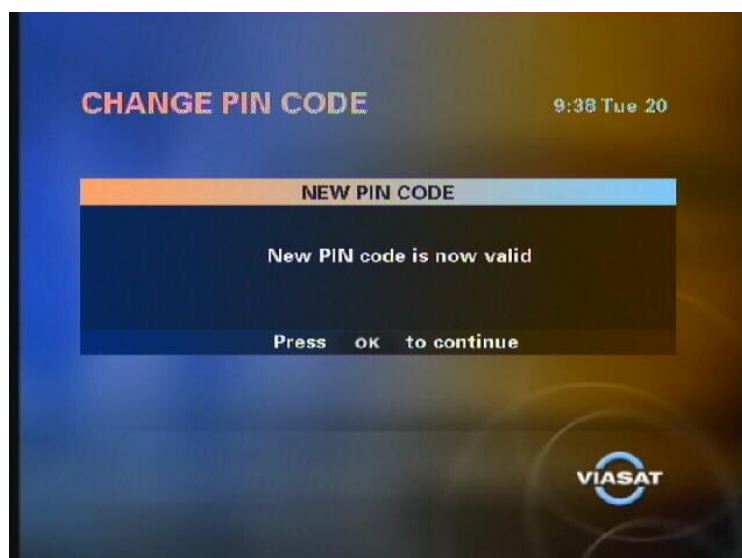 CHANGE PIN CODE
9:38 Tue 20
NEW PIN CODE
New PIN code is now valid
Press OK to continue
VIASAT